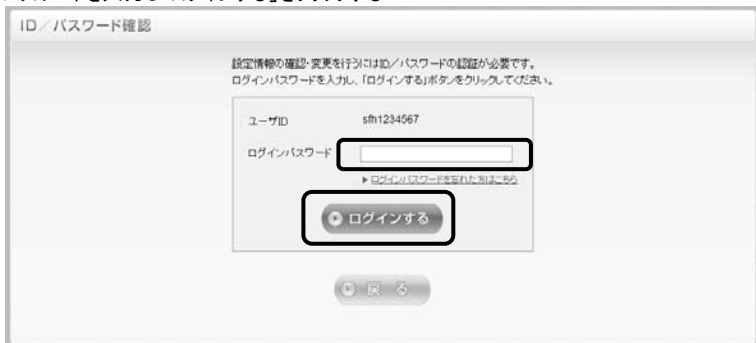 ID／パスワード確認
設定情報の確認・変更を行うにはID／パスワードの認証が必要です。
ログインパスワードを入力し、「ログインする」ボタンをクリックしてください。
ユーザID sfh1234567
ログインパスワード
▶ ログインパスワードを忘れた方はこちら
ログインする
戻 る